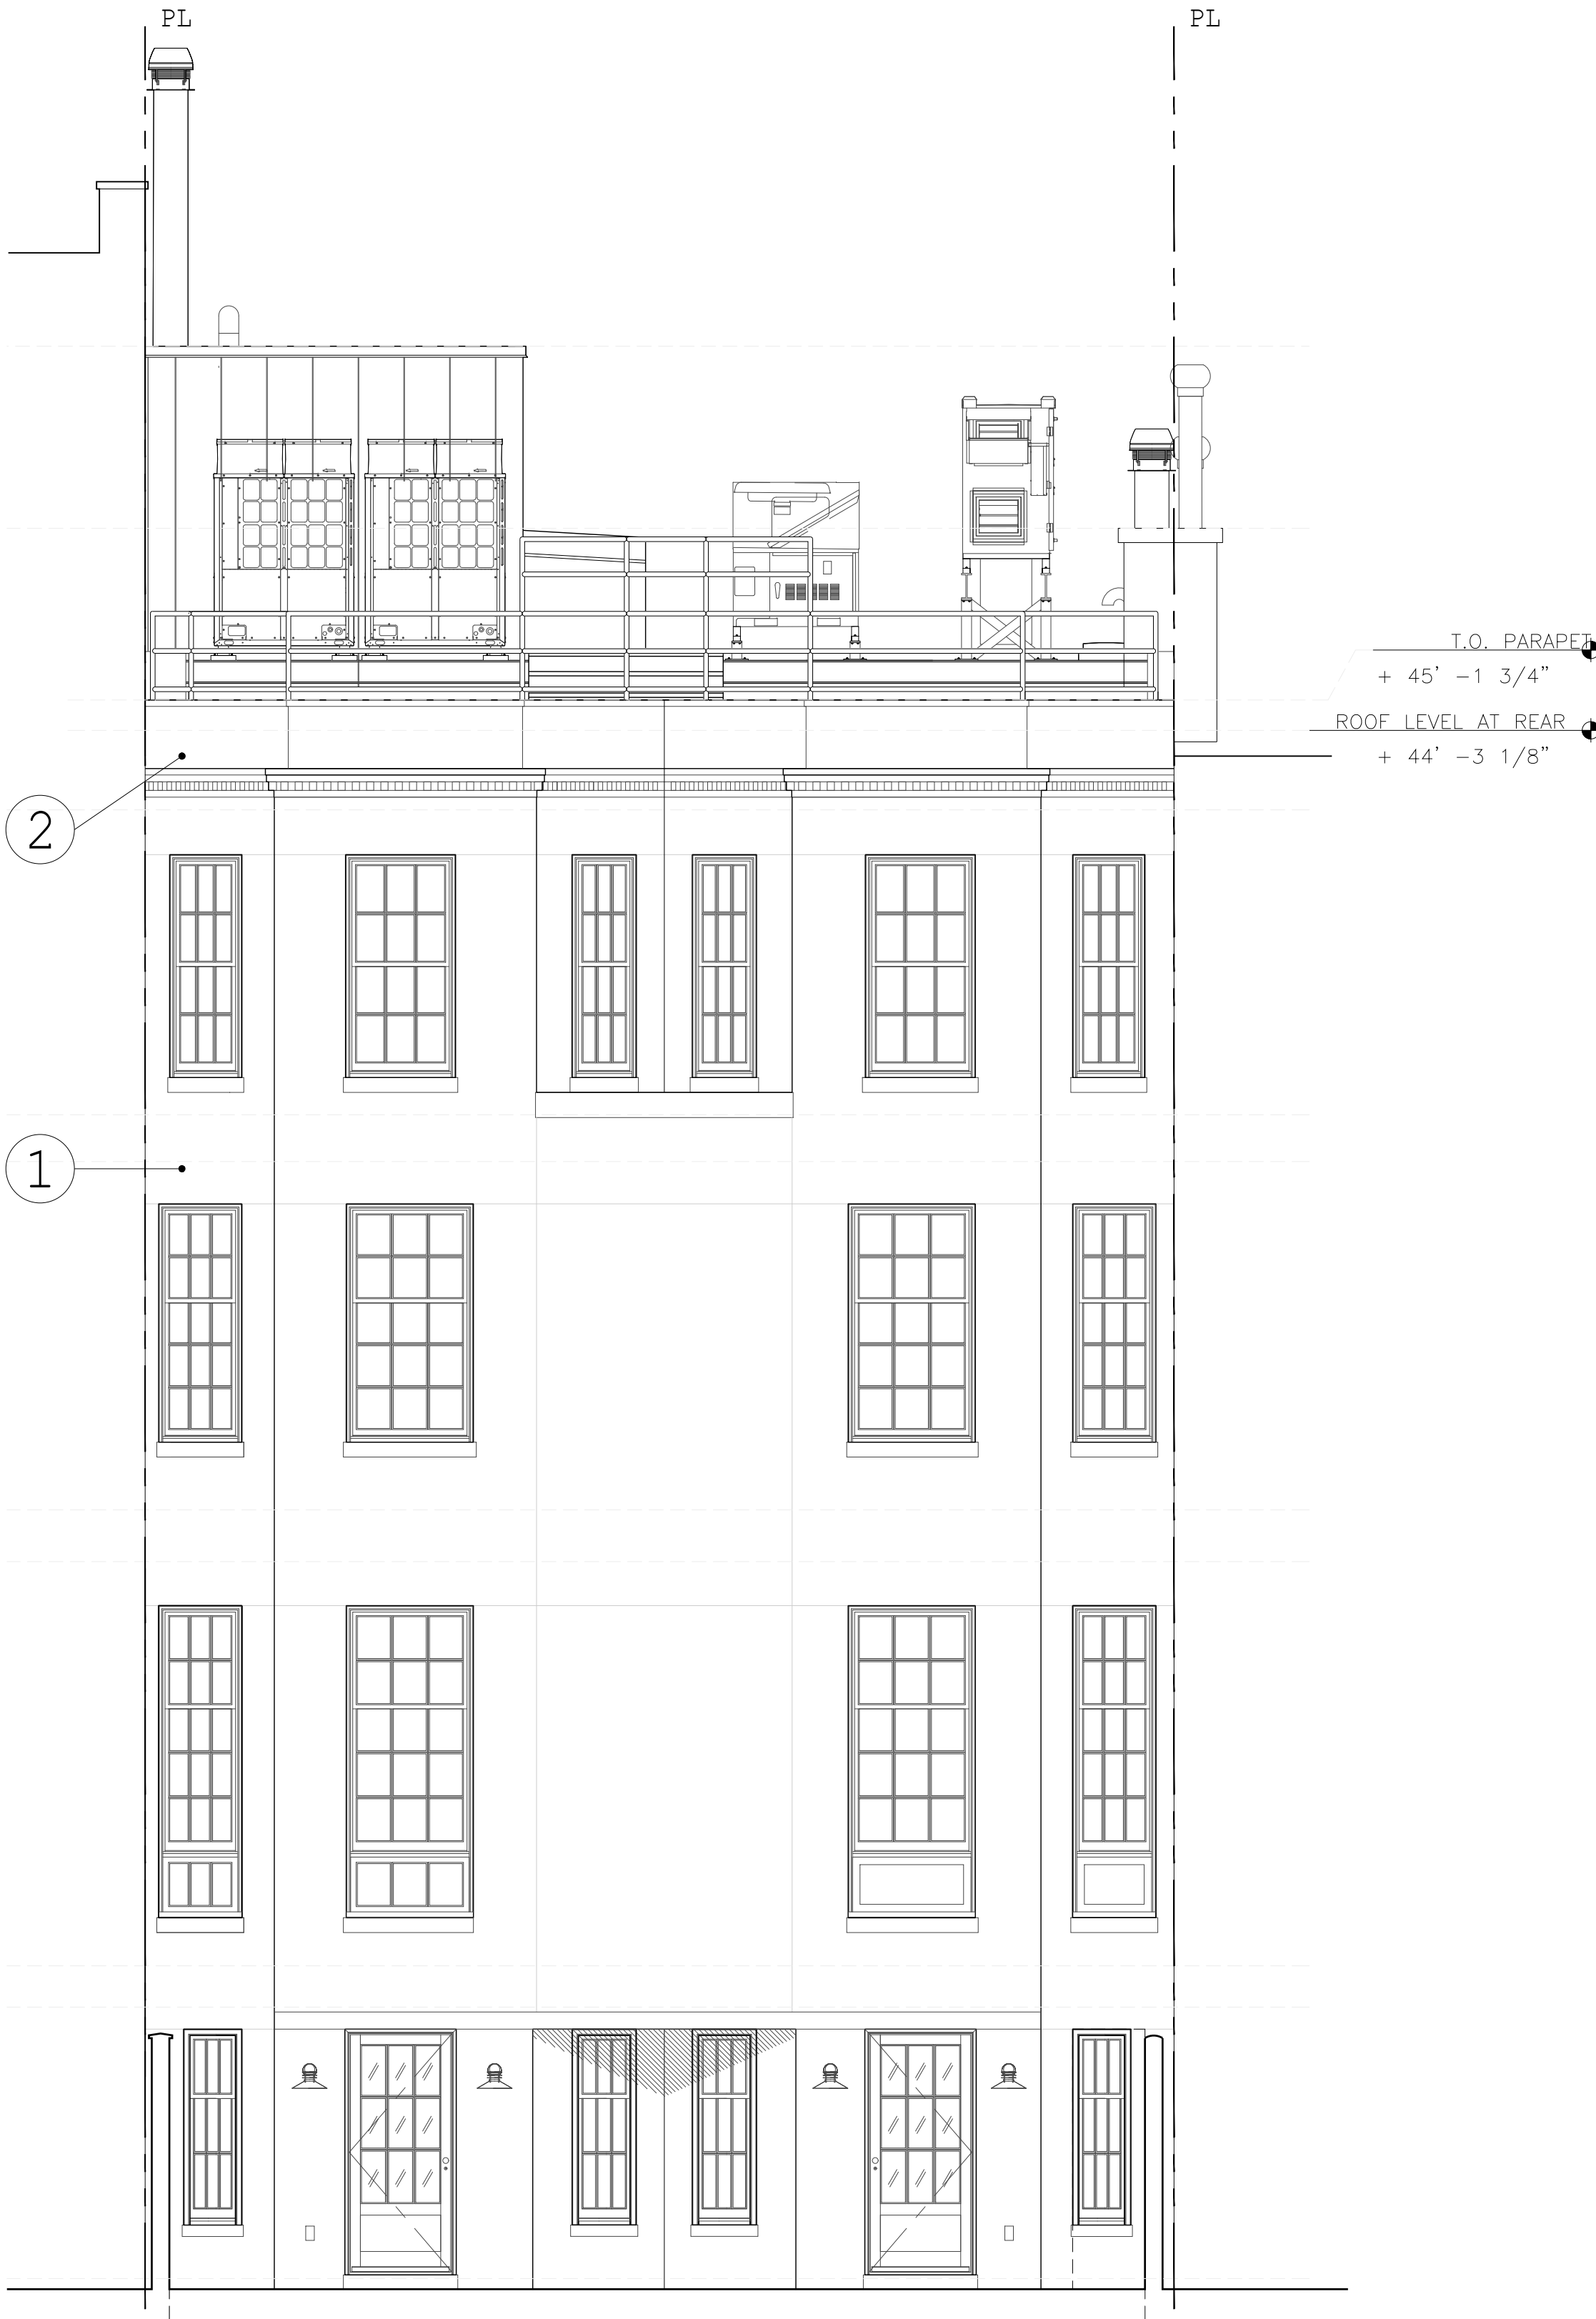 PL PL
T.O. PARAPET
+ 45' -1 3/4"
ROOF LEVEL AT REAR
+ 44' -3 1/8"
2
1